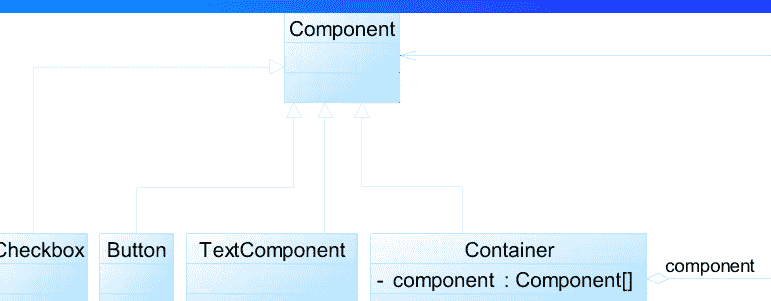 Component
Checkbox
Button
TextComponent
Container
- component : Component[]
component